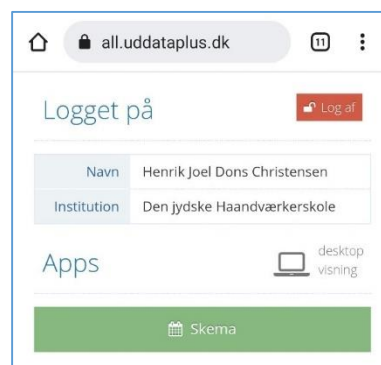 all.uddataplus.dk 11
Logget på Log af
Navn Henrik Joel Dons Christensen
Institution Den jydske Haandværkerskole
Apps desktop
visning
Skema